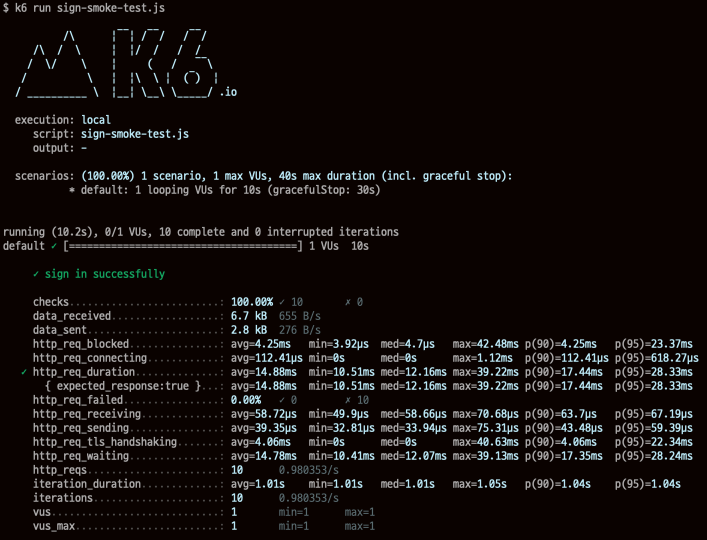 $ k6 run sign-smoke-test.js
K6 .io
execution: local
script: sign-smoke-test.js
output: -
scenarios: (100.00%) 1 scenario, 1 max VUs, 40s max duration (incl. graceful stop):
* default: 1 looping VUs for 10s (gracefulStop: 30s)
running (10.2s), 0/1 VUs, 10 complete and 0 interrupted iterations
default ✓ [======================================] 1 VUs  10s
✓ sign in successfully
checks.........................: 100.00% ✓ 10       ✗ 0
data_received..................: 6.7 kB  655 B/s
data_sent......................: 2.8 kB  276 B/s
http_req_blocked...............: avg=4.25ms   min=3.92µs  med=4.7µs   max=42.48ms p(90)=4.25ms   p(95)=23.37ms
http_req_connecting............: avg=112.41µs min=0s      med=0s      max=1.12ms  p(90)=112.41µs p(95)=618.27µs
✓ http_req_duration..............: avg=14.88ms  min=10.51ms med=12.16ms max=39.22ms p(90)=17.44ms  p(95)=28.33ms
{ expected_response:true }...: avg=14.88ms  min=10.51ms med=12.16ms max=39.22ms p(90)=17.44ms  p(95)=28.33ms
http_req_failed................: 0.00%   ✓ 0        ✗ 10
http_req_receiving.............: avg=58.72µs  min=49.9µs  med=58.66µs max=70.68µs p(90)=63.7µs   p(95)=67.19µs
http_req_sending...............: avg=39.35µs  min=32.81µs med=33.94µs max=75.31µs p(90)=43.48µs  p(95)=59.39µs
http_req_tls_handshaking.......: avg=4.06ms   min=0s      med=0s      max=40.63ms p(90)=4.06ms   p(95)=22.34ms
http_req_waiting...............: avg=14.78ms  min=10.41ms med=12.07ms max=39.13ms p(90)=17.35ms  p(95)=28.24ms
http_reqs......................: 10      0.980353/s
iteration_duration.............: avg=1.01s    min=1.01s   med=1.01s   max=1.05s   p(90)=1.04s    p(95)=1.04s
iterations.....................: 10      0.980353/s
vus............................: 1       min=1      max=1
vus_max........................: 1       min=1      max=1